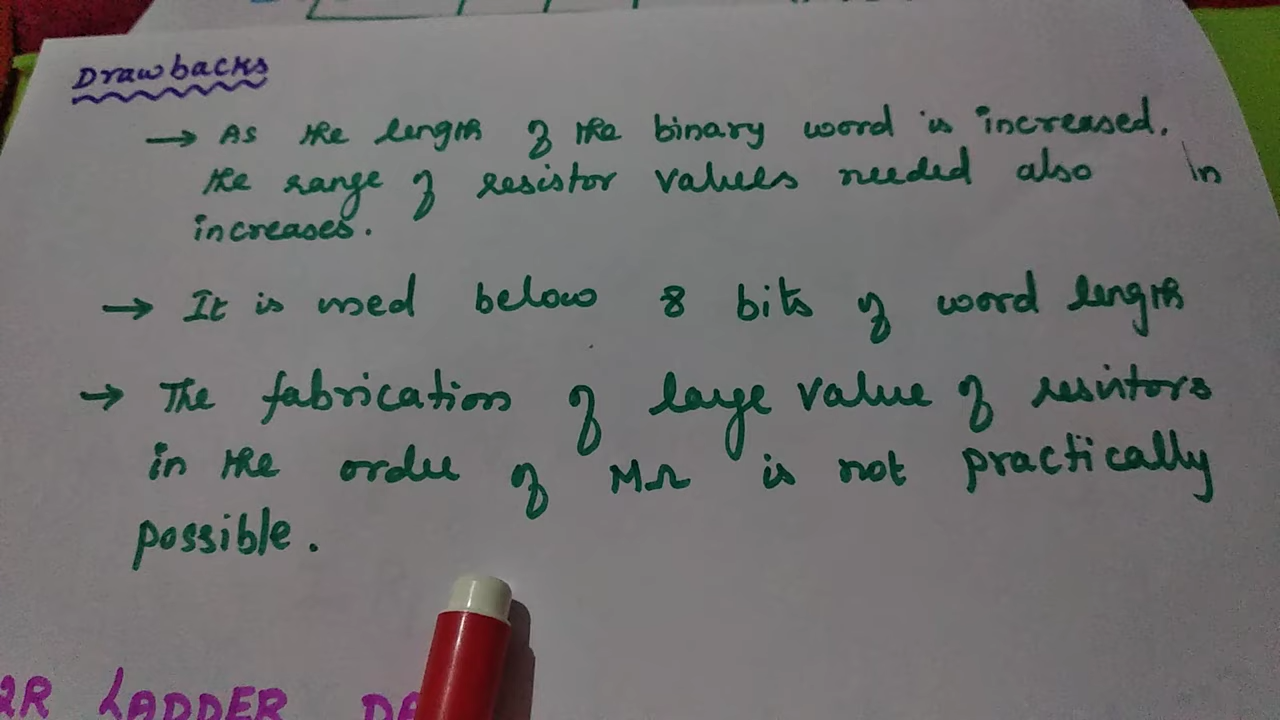 Drawbacks
→ As the length of the binary word is increased.
the range of resistor values needed also in
increases.
→ It is used below 8 bits of word length
→ The fabrication of large value of resistors
in the order of MΩ is not practically
possible.
2R LADDER DA